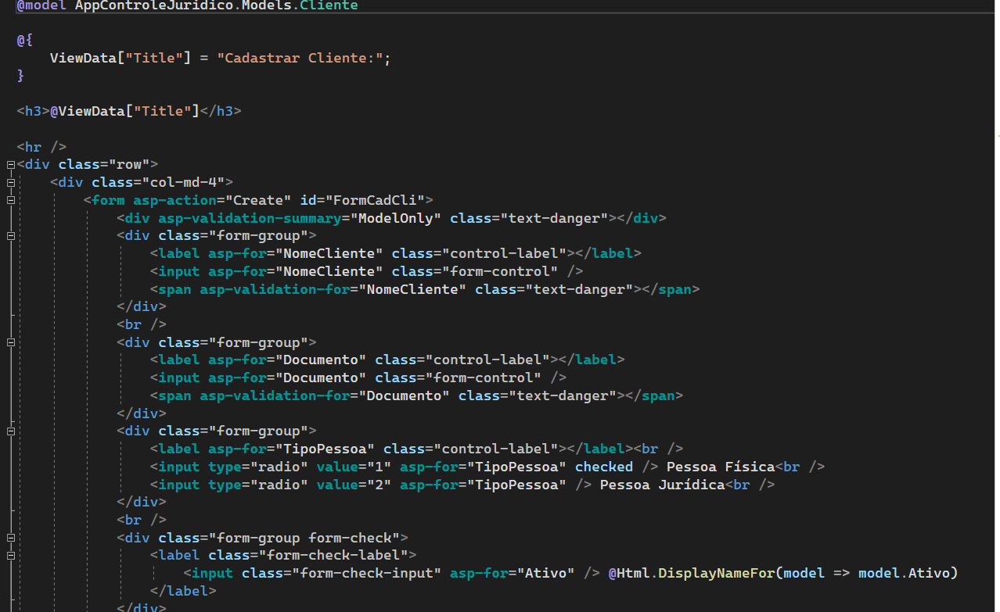 @model AppControleJuridico.Models.Cliente
@{
ViewData["Title"] = "Cadastrar Cliente:";
}
<h3>@ViewData["Title"]</h3>
<hr />
<div class="row">
<div class="col-md-4">
<form asp-action="Create" id="FormCadCli">
<div asp-validation-summary="ModelOnly" class="text-danger"></div>
<div class="form-group">
<label asp-for="NomeCliente" class="control-label"></label>
<input asp-for="NomeCliente" class="form-control" />
<span asp-validation-for="NomeCliente" class="text-danger"></span>
</div>
<br />
<div class="form-group">
<label asp-for="Documento" class="control-label"></label>
<input asp-for="Documento" class="form-control" />
<span asp-validation-for="Documento" class="text-danger"></span>
</div>
<div class="form-group">
<label asp-for="TipoPessoa" class="control-label"></label><br />
<input type="radio" value="1" asp-for="TipoPessoa" checked /> Pessoa Física<br />
<input type="radio" value="2" asp-for="TipoPessoa" /> Pessoa Jurídica<br />
</div>
<br />
<div class="form-group form-check">
<label class="form-check-label">
<input class="form-check-input" asp-for="Ativo" /> @Html.DisplayNameFor(model => model.Ativo)
</label>
</div>